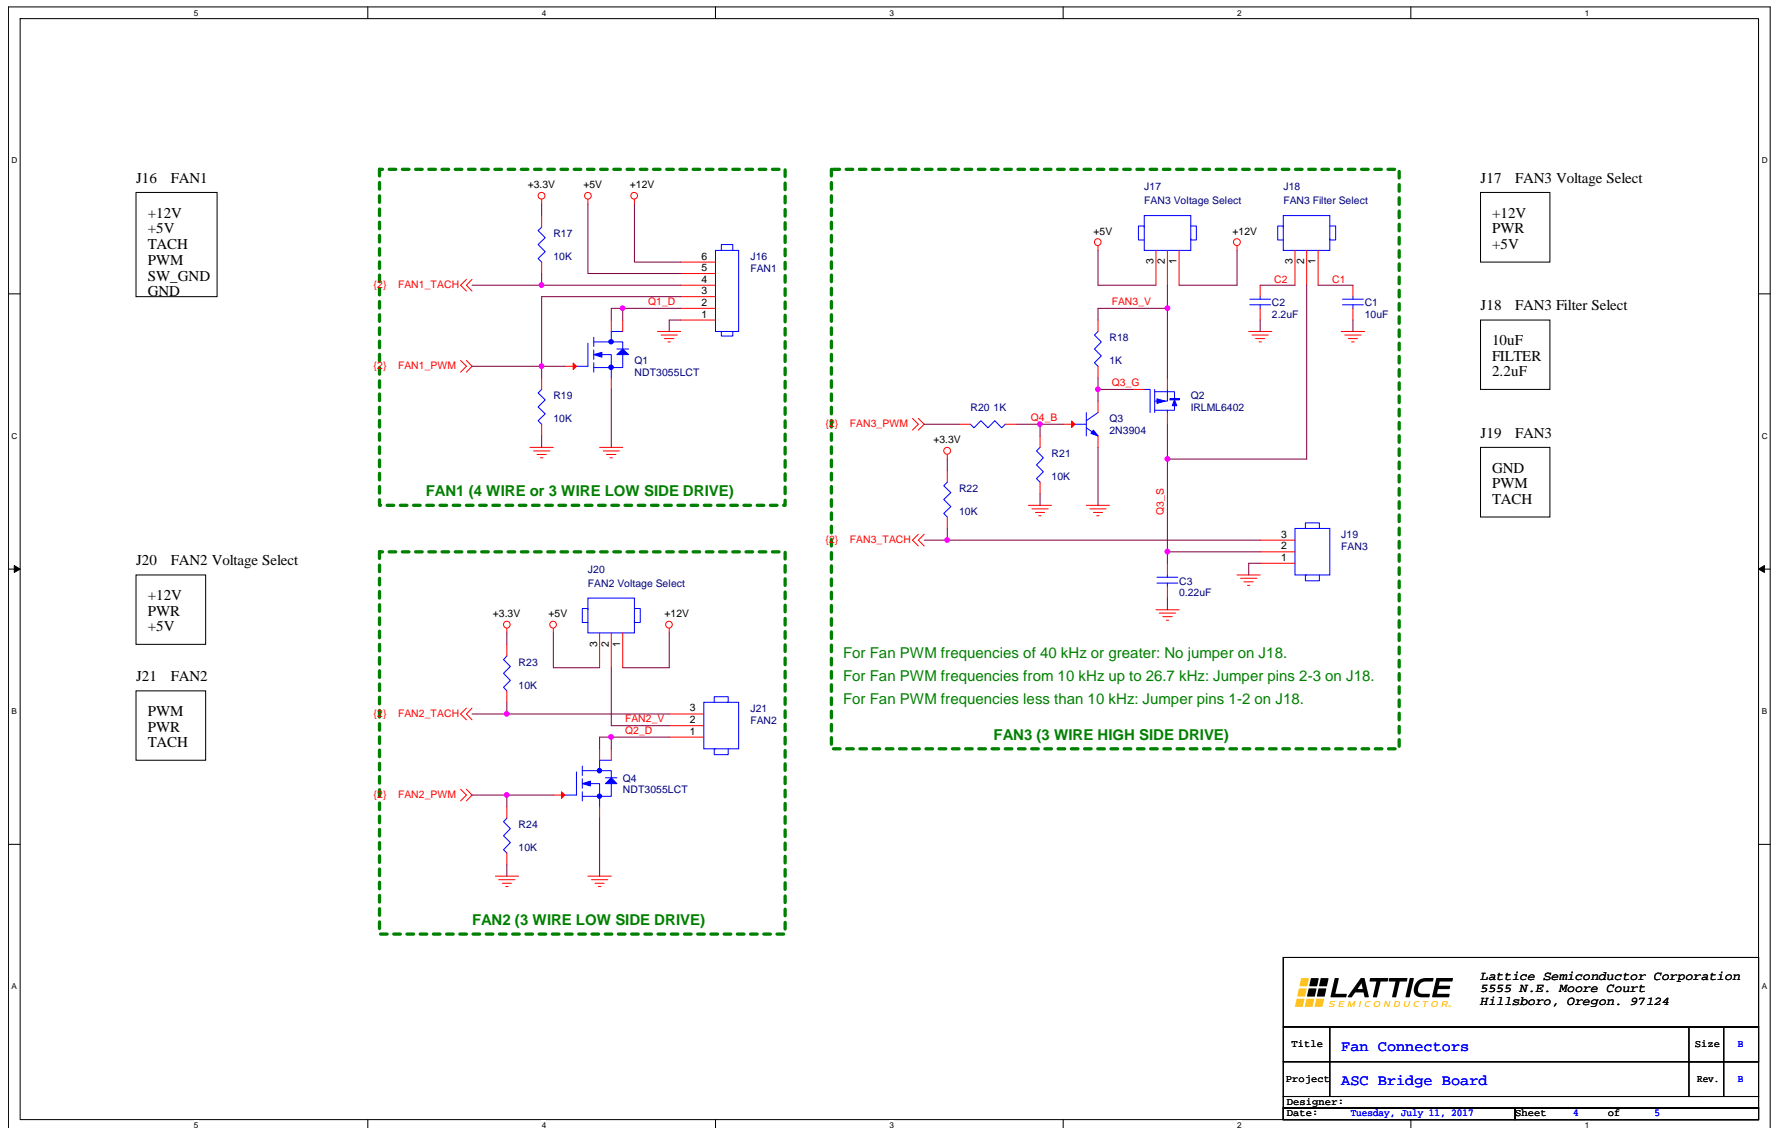 5
4
3
2
1
D
D
C
C
B
B
A
A
J16 FAN1
+12V
+5V
TACH
PWM
SW_GND
GND
J20 FAN2 Voltage Select
+12V
PWR
+5V
J21 FAN2
PWM
PWR
TACH
+3.3V
+5V
+12V
R17
10K
{2} FAN1_TACH
6
5
4
3
2
1
J16
FAN1
Q1_D
{2} FAN1_PWM
Q1
NDT3055LCT
R19
10K
FAN1 (4 WIRE or 3 WIRE LOW SIDE DRIVE)
J20
FAN2 Voltage Select
+3.3V
+5V
+12V
3
2
1
R23
10K
{2} FAN2_TACH
FAN2_V
Q2_D
3
2
1
J21
FAN2
{2} FAN2_PWM
Q4
NDT3055LCT
R24
10K
FAN2 (3 WIRE LOW SIDE DRIVE)
J17
FAN3 Voltage Select
J18
FAN3 Filter Select
+5V
+12V
3
2
1
3
2
1
C2
C1
C2
2.2uF
C1
10uF
FAN3_V
R18
1K
Q3_G
Q2
IRLML6402
R20 1K
{2} FAN3_PWM
Q4_B
Q3
2N3904
+3.3V
R21
10K
R22
10K
Q3_S
{2} FAN3_TACH
3
2
1
J19
FAN3
C3
0.22uF
For Fan PWM frequencies of 40 kHz or greater: No jumper on J18.
For Fan PWM frequencies from 10 kHz up to 26.7 kHz: Jumper pins 2-3 on J18.
For Fan PWM frequencies less than 10 kHz: Jumper pins 1-2 on J18.
FAN3 (3 WIRE HIGH SIDE DRIVE)
J17 FAN3 Voltage Select
+12V
PWR
+5V
J18 FAN3 Filter Select
10uF
FILTER
2.2uF
J19 FAN3
GND
PWM
TACH
LATTICE
SEMICONDUCTOR.
Lattice Semiconductor Corporation
5555 N.E. Moore Court
Hillsboro, Oregon. 97124
Title Fan Connectors Size B
Project ASC Bridge Board Rev. B
Designer:
Date: Tuesday, July 11, 2017 Sheet 4 of 5
5
4
3
2
1